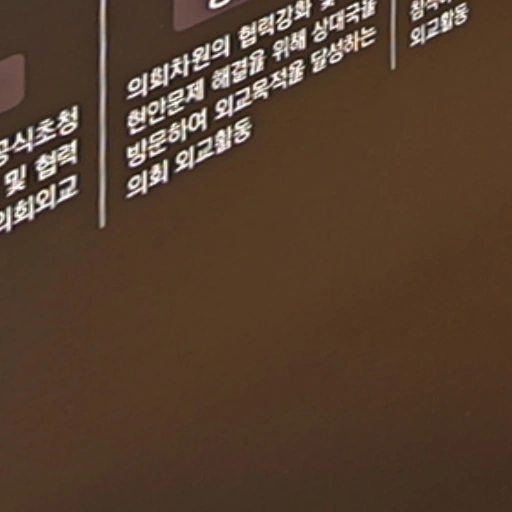 공식초청
및 협력
의회외교
의회차원의 협력강화 및
현안문제 해결을 위해 상대국을
방문하여 외교목적을 달성하는
의회 외교활동
외교활동